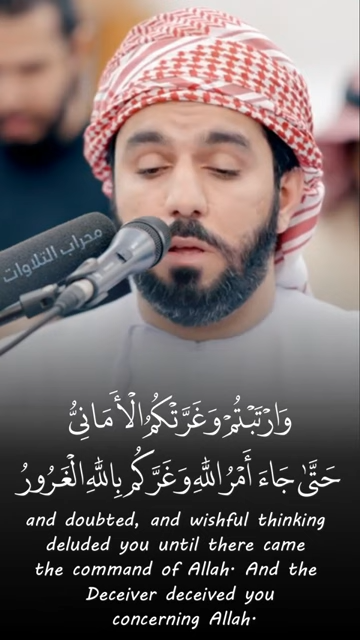 محراب التلاوات
وَارْتَبْتُمْ وَغَرَّتْكُمُ الْأَمَانِيُّ
حَتَّىٰ جَاءَ أَمْرُ اللَّهِ وَغَرَّكُم بِاللَّهِ الْغَرُورُ
and doubted, and wishful thinking
deluded you until there came
the command of Allah. And the
Deceiver deceived you
concerning Allah.